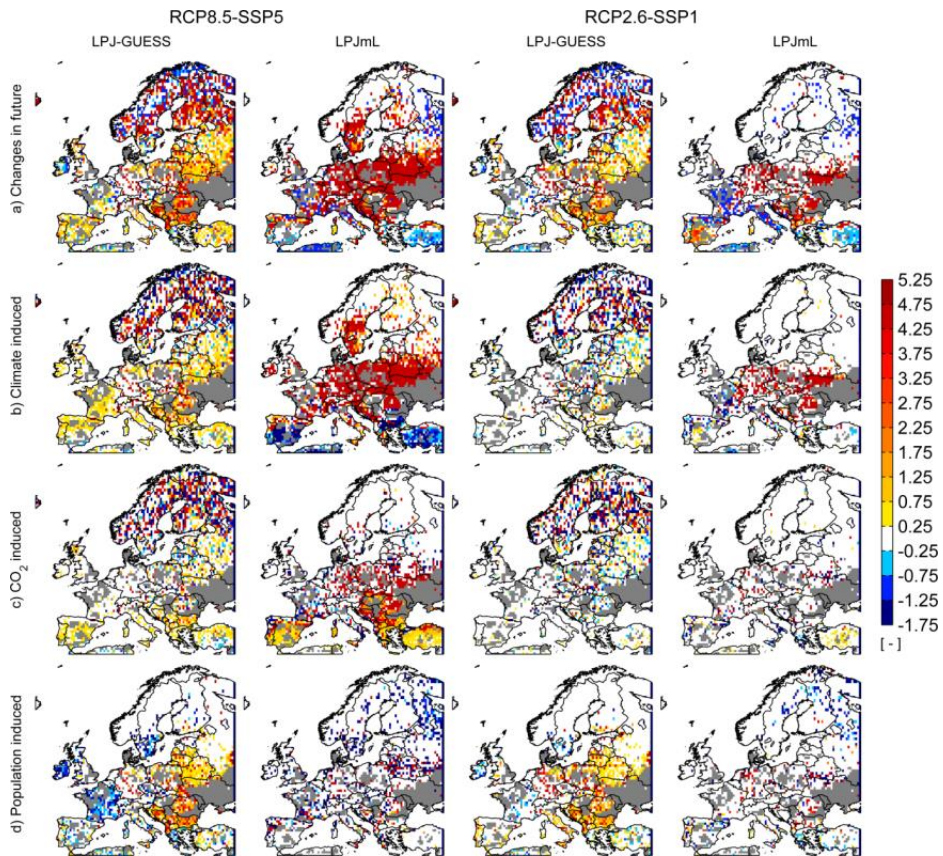 RCP8.5-SSP5
RCP2.6-SSP1
LPJ-GUESS
LPJmL
LPJ-GUESS
LPJmL
a) Changes in future
b) Climate induced
c) CO2 induced
d) Population induced
5.25
4.75
4.25
3.75
3.25
2.75
2.25
1.75
1.25
0.75
0.25
-0.25
-0.75
-1.25
-1.75
[ - ]